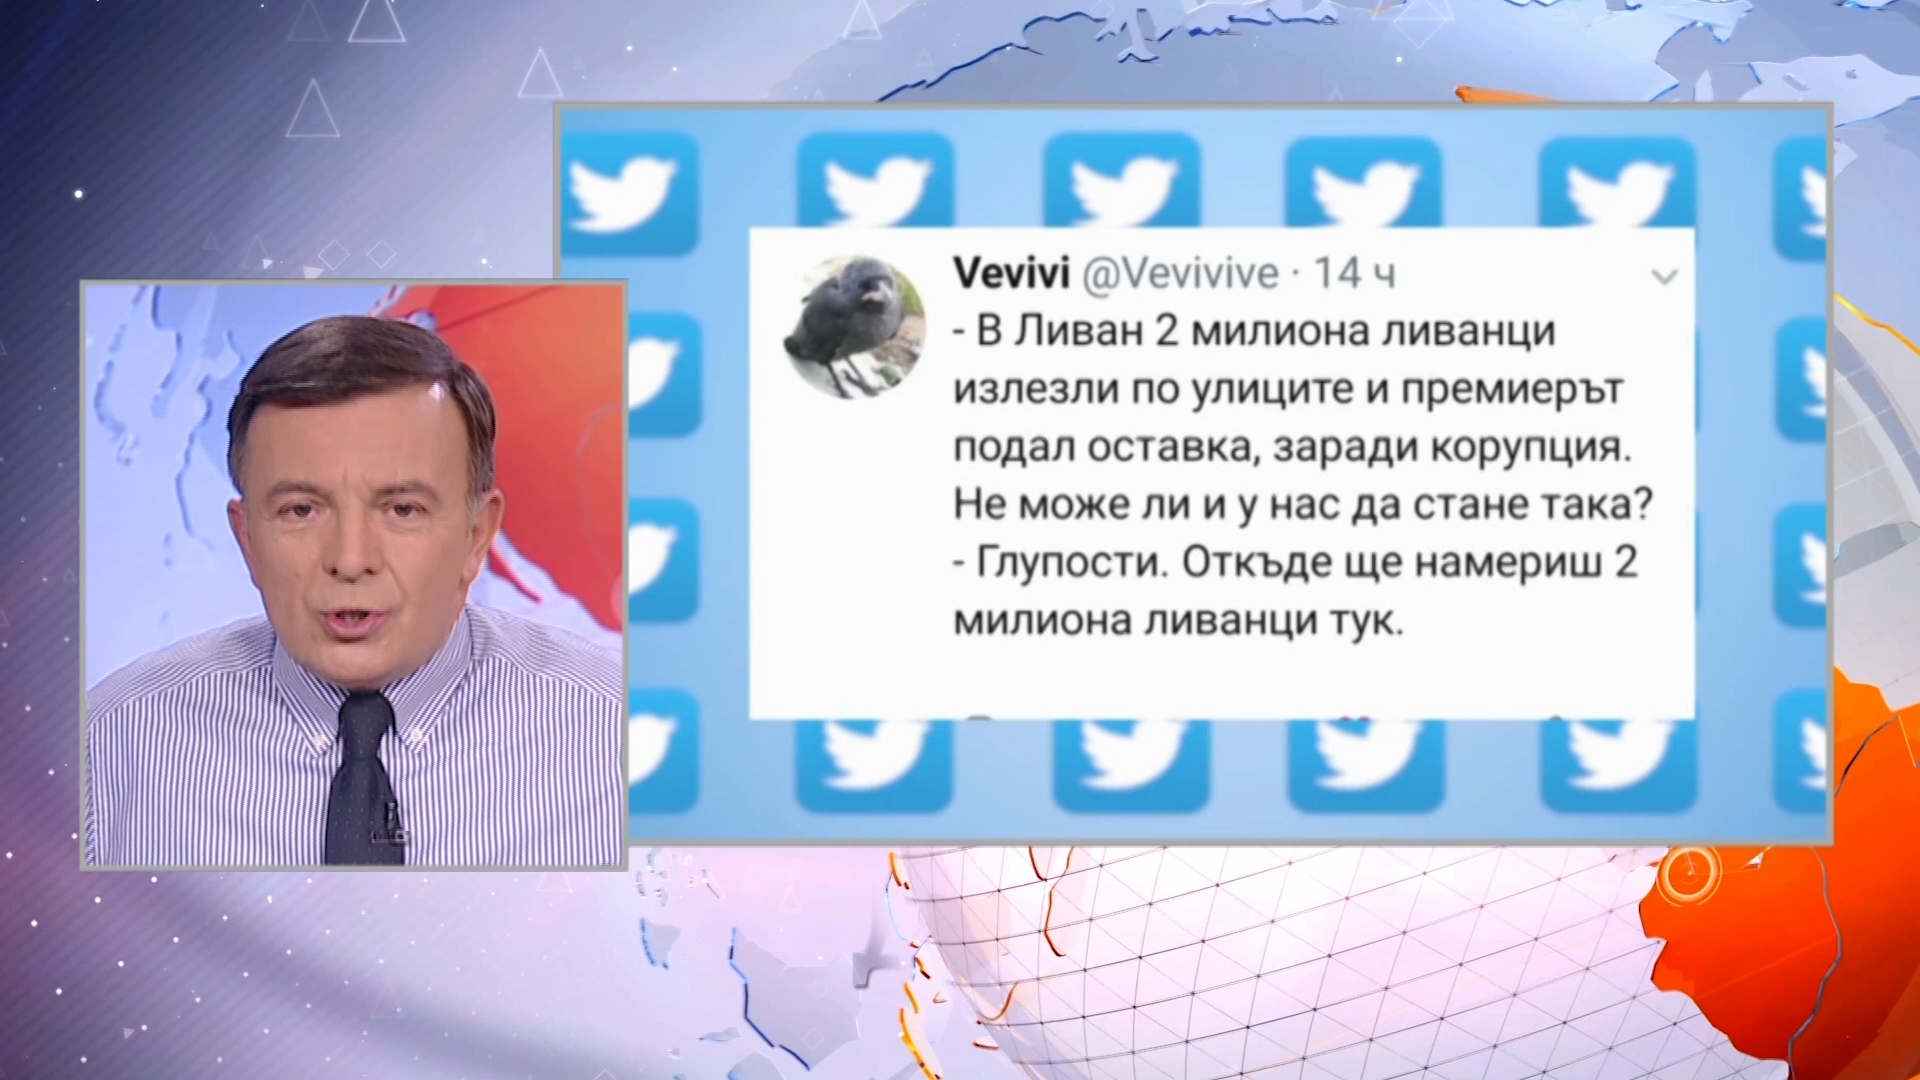 Vevivi @Vevivive · 14 ч
- В Ливан 2 милиона ливанци
излезли по улиците и премиерът
подал оставка, заради корупция.
Не може ли и у нас да стане така?
- Глупости. Откъде ще намериш 2
милиона ливанци тук.